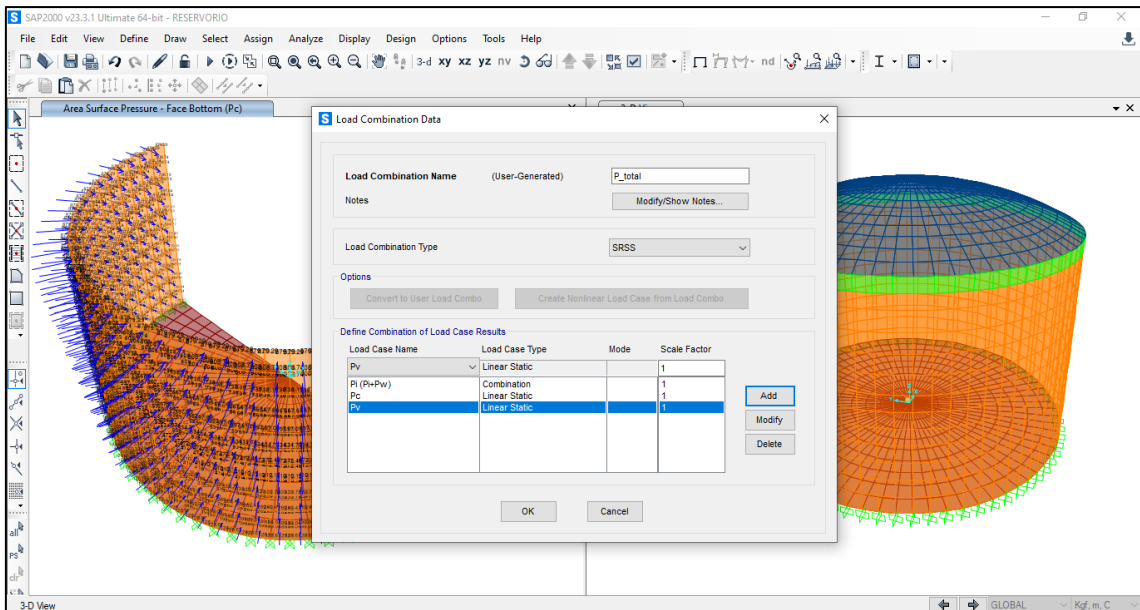 SAP2000 v23.3.1 Ultimate 64-bit - RESERVORIO
File Edit View Define Draw Select Assign Analyze Display Design Options Tools Help
3-d xy xz yz nv nd
Area Surface Pressure - Face Bottom (Pc)
Load Combination Data
Load Combination Name (User-Generated) P_total
Notes Modify/Show Notes...
Load Combination Type SRSS
Options
Convert to User Load Combo Create Nonlinear Load Case from Load Combo
Define Combination of Load Case Results
Load Case Name Load Case Type Mode Scale Factor
Pv Linear Static 1
Pi (Pi+Pw) Combination 1
Pc Linear Static 1
Pv Linear Static 1
Add
Modify
Delete
OK Cancel
all
PS
clr
3-D View GLOBAL Kgf, m, C